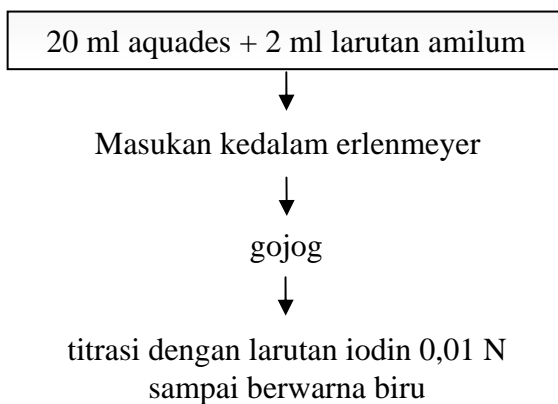 20 ml aquades + 2 ml larutan amilum
Masukan kedalam erlenmeyer
gojog
titrasi dengan larutan iodin 0,01 N
sampai berwarna biru